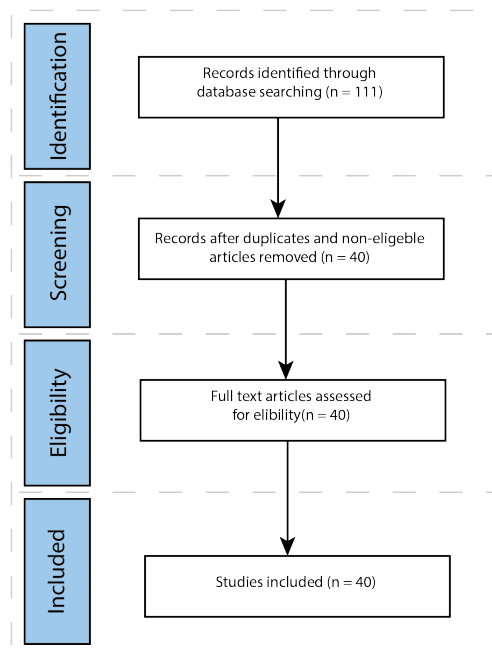 Identification
Records identified through
database searching (n = 111)
Screening
Records after duplicates and non-eligeble
articles removed (n = 40)
Eligibility
Full text articles assessed
for elibility(n = 40)
Included
Studies included (n = 40)